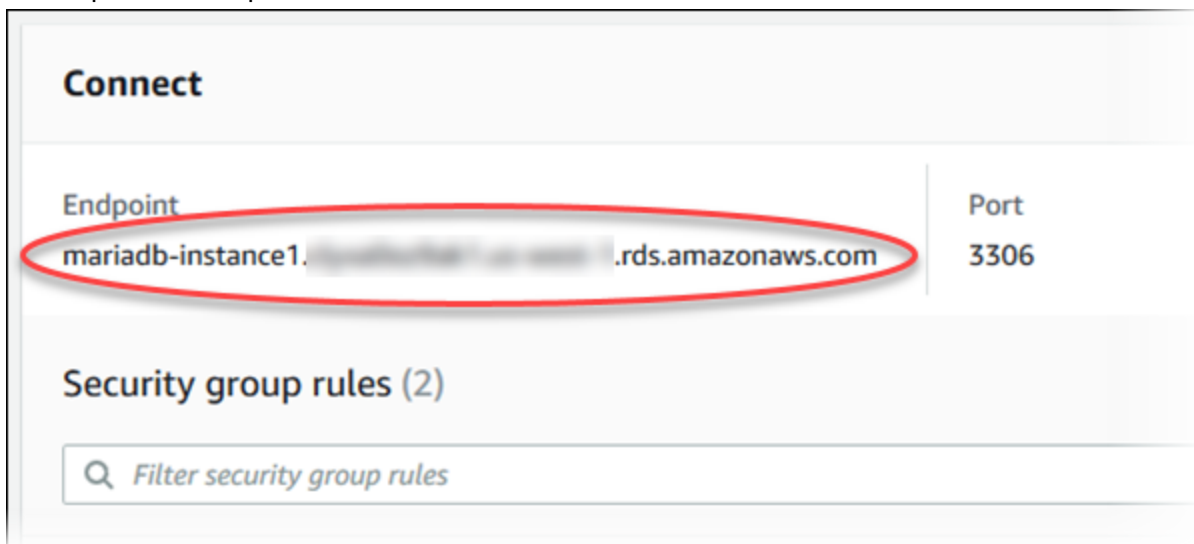 Connect
Endpoint
Port
mariadb-instance1. .rds.amazonaws.com
3306
Security group rules (2)
Filter security group rules